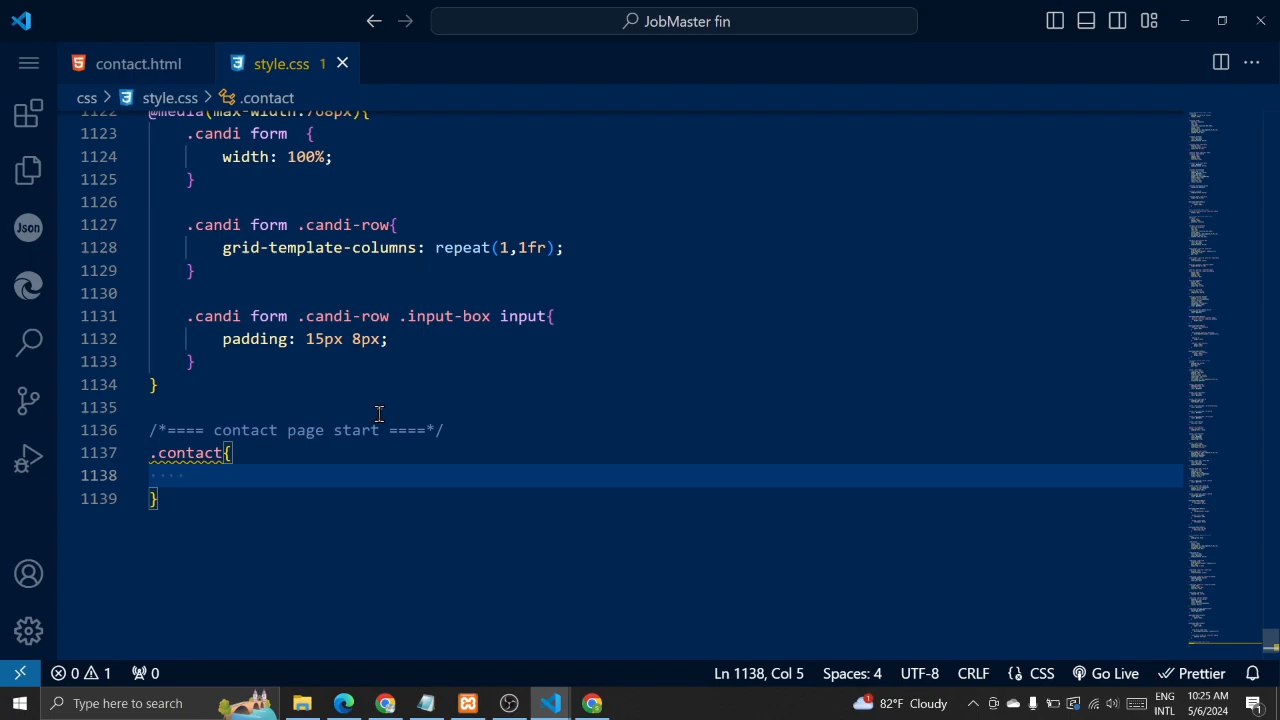 JobMaster fin
contact.html
style.css 1
css > style.css > .contact
1122 @media(max-width:768px){
1123 .candi form {
1124 width: 100%;
1125 }
1126
1127 .candi form .candi-row{
1128 grid-template-columns: repeat(1, 1fr);
1129 }
1130
1131 .candi form .candi-row .input-box input{
1132 padding: 15px 8px;
1133 }
1134 }
1135
1136 /*==== contact page start ====*/
1137 .contact{
1138
1139 }
Json
0 1 0
Ln 1138, Col 5 Spaces: 4 UTF-8 CRLF {} CSS Go Live Prettier
Type here to search
1 82°F Cloudy
ENG
INTL
10:25 AM
5/6/2024
1